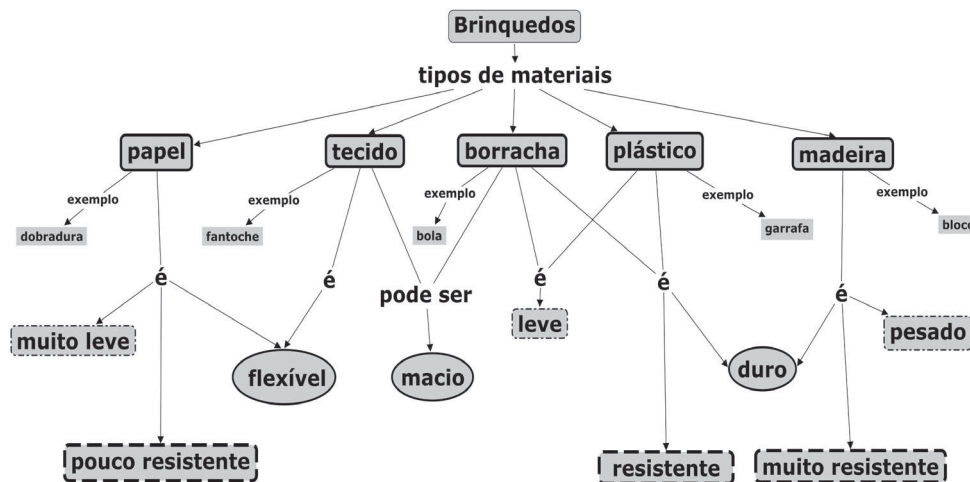 Brinquedos
tipos de materiais
papel
tecido
borracha
plástico
madeira
exemplo
exemplo
exemplo
exemplo
exemplo
dobradura
fantoche
bola
garrafa
bloco
é
é
pode ser
é
é
é
muito leve
flexível
macio
leve
duro
pesado
pouco resistente
resistente
muito resistente